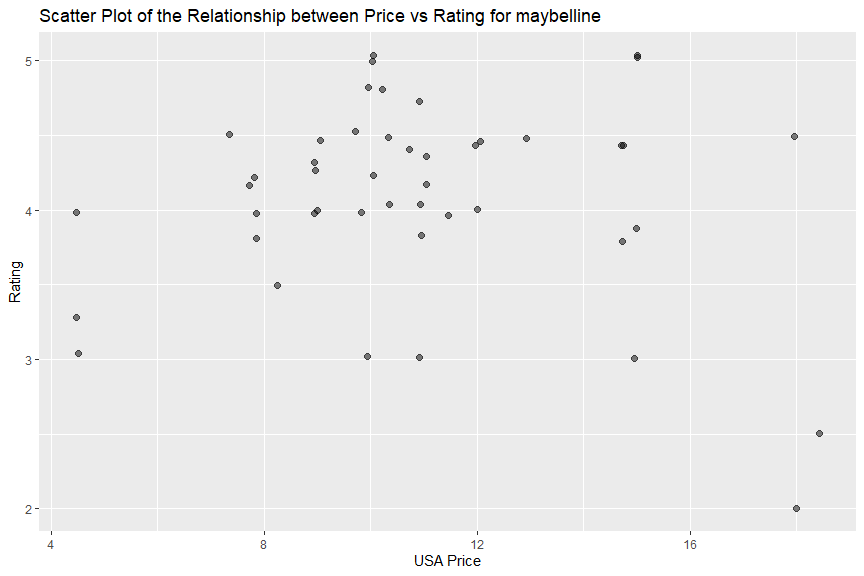 Scatter Plot of the Relationship between Price vs Rating for maybelline
5
4
3
2
Rating
4
8
12
16
USA Price